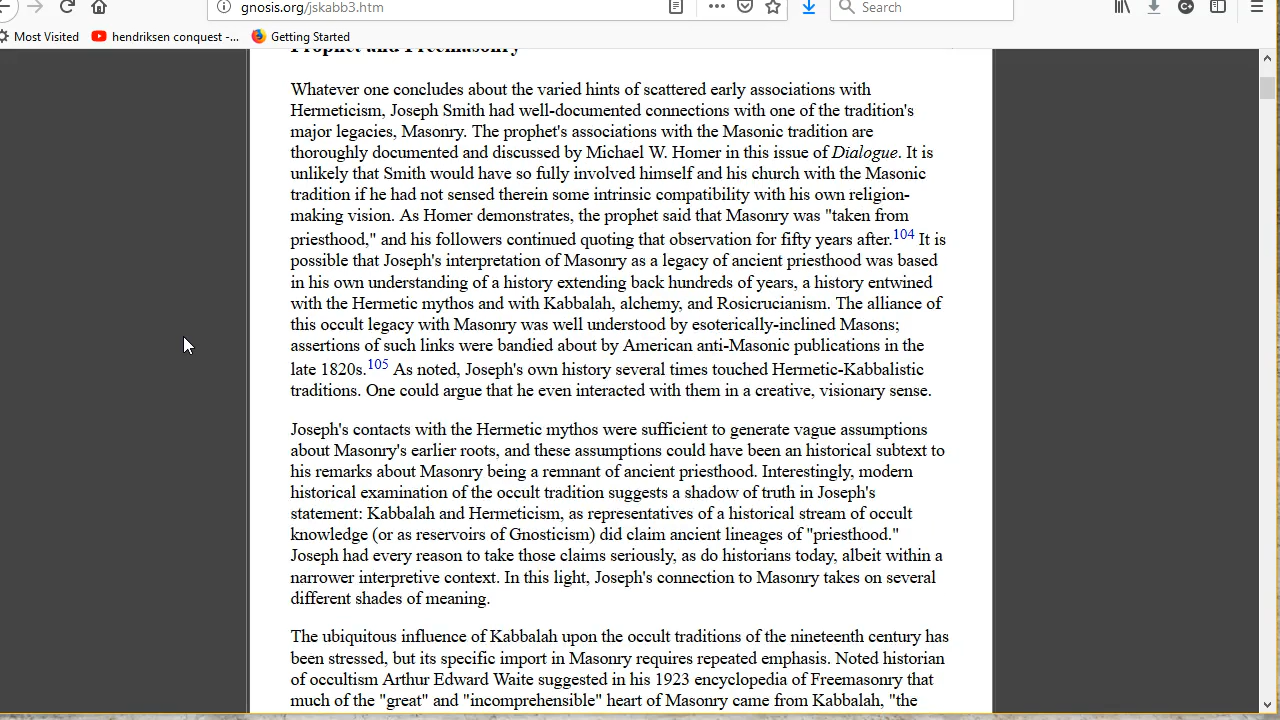 gnosis.org/jskabb3.htm
Search
Most Visited
hendriksen conquest -...
Getting Started
Prophet and Freemasonry
Whatever one concludes about the varied hints of scattered early associations with
Hermeticism, Joseph Smith had well-documented connections with one of the tradition's
major legacies, Masonry. The prophet's associations with the Masonic tradition are
thoroughly documented and discussed by Michael W. Homer in this issue of Dialogue. It is
unlikely that Smith would have so fully involved himself and his church with the Masonic
tradition if he had not sensed therein some intrinsic compatibility with his own religion-
making vision. As Homer demonstrates, the prophet said that Masonry was "taken from
priesthood," and his followers continued quoting that observation for fifty years after.104 It is
possible that Joseph's interpretation of Masonry as a legacy of ancient priesthood was based
in his own understanding of a history extending back hundreds of years, a history entwined
with the Hermetic mythos and with Kabbalah, alchemy, and Rosicrucianism. The alliance of
this occult legacy with Masonry was well understood by esoterically-inclined Masons;
assertions of such links were bandied about by American anti-Masonic publications in the
late 1820s.105 As noted, Joseph's own history several times touched Hermetic-Kabbalistic
traditions. One could argue that he even interacted with them in a creative, visionary sense.
Joseph's contacts with the Hermetic mythos were sufficient to generate vague assumptions
about Masonry's earlier roots, and these assumptions could have been an historical subtext to
his remarks about Masonry being a remnant of ancient priesthood. Interestingly, modern
historical examination of the occult tradition suggests a shadow of truth in Joseph's
statement: Kabbalah and Hermeticism, as representatives of a historical stream of occult
knowledge (or as reservoirs of Gnosticism) did claim ancient lineages of "priesthood."
Joseph had every reason to take those claims seriously, as do historians today, albeit within a
narrower interpretive context. In this light, Joseph's connection to Masonry takes on several
different shades of meaning.
The ubiquitous influence of Kabbalah upon the occult traditions of the nineteenth century has
been stressed, but its specific import in Masonry requires repeated emphasis. Noted historian
of occultism Arthur Edward Waite suggested in his 1923 encyclopedia of Freemasonry that
much of the "great" and "incomprehensible" heart of Masonry came from Kabbalah, "the